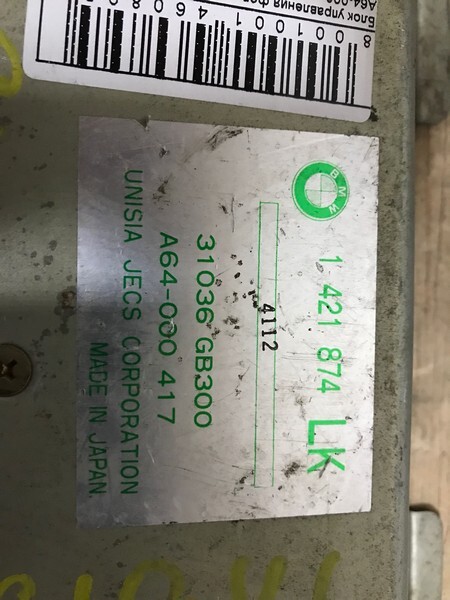 Блок управления
BMW
1 421 874 LK
4112
31036 GB300
A64-000 417
UNISIA JECS CORPORATION
MADE IN JAPAN